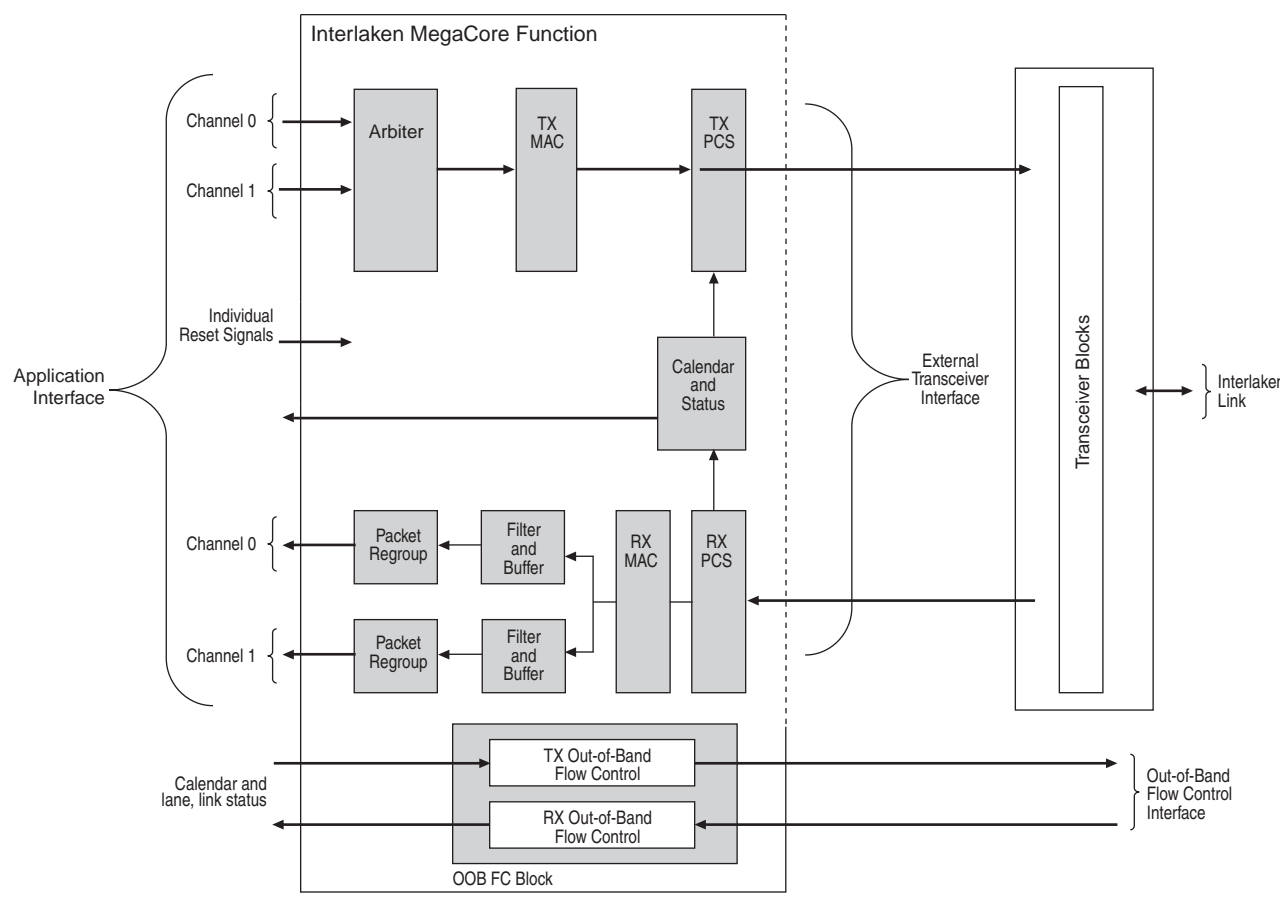 Interlaken MegaCore Function
Channel 0
Channel 1
Arbiter
TX
MAC
TX
PCS
Individual
Reset Signals
Application
Interface
Calendar
and
Status
External
Transceiver
Interface
Transceiver Blocks
Interlaken
Link
Channel 0
Packet
Regroup
Filter
and
Buffer
RX
MAC
RX
PCS
Channel 1
Packet
Regroup
Filter
and
Buffer
Calendar and
lane, link status
TX Out-of-Band
Flow Control
RX Out-of-Band
Flow Control
OOB FC Block
Out-of-Band
Flow Control
Interface